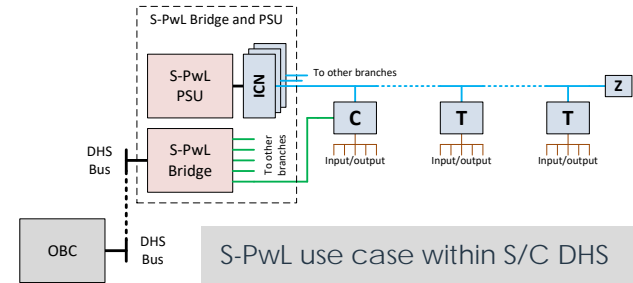 S-PwL Bridge and PSU
S-PwL
PSU
ICN
To other branches
Z
C
T
T
Input/output
Input/output
Input/output
DHS
Bus
S-PwL
Bridge
To other
branches
OBC
DHS
Bus
S-PwL use case within S/C DHS